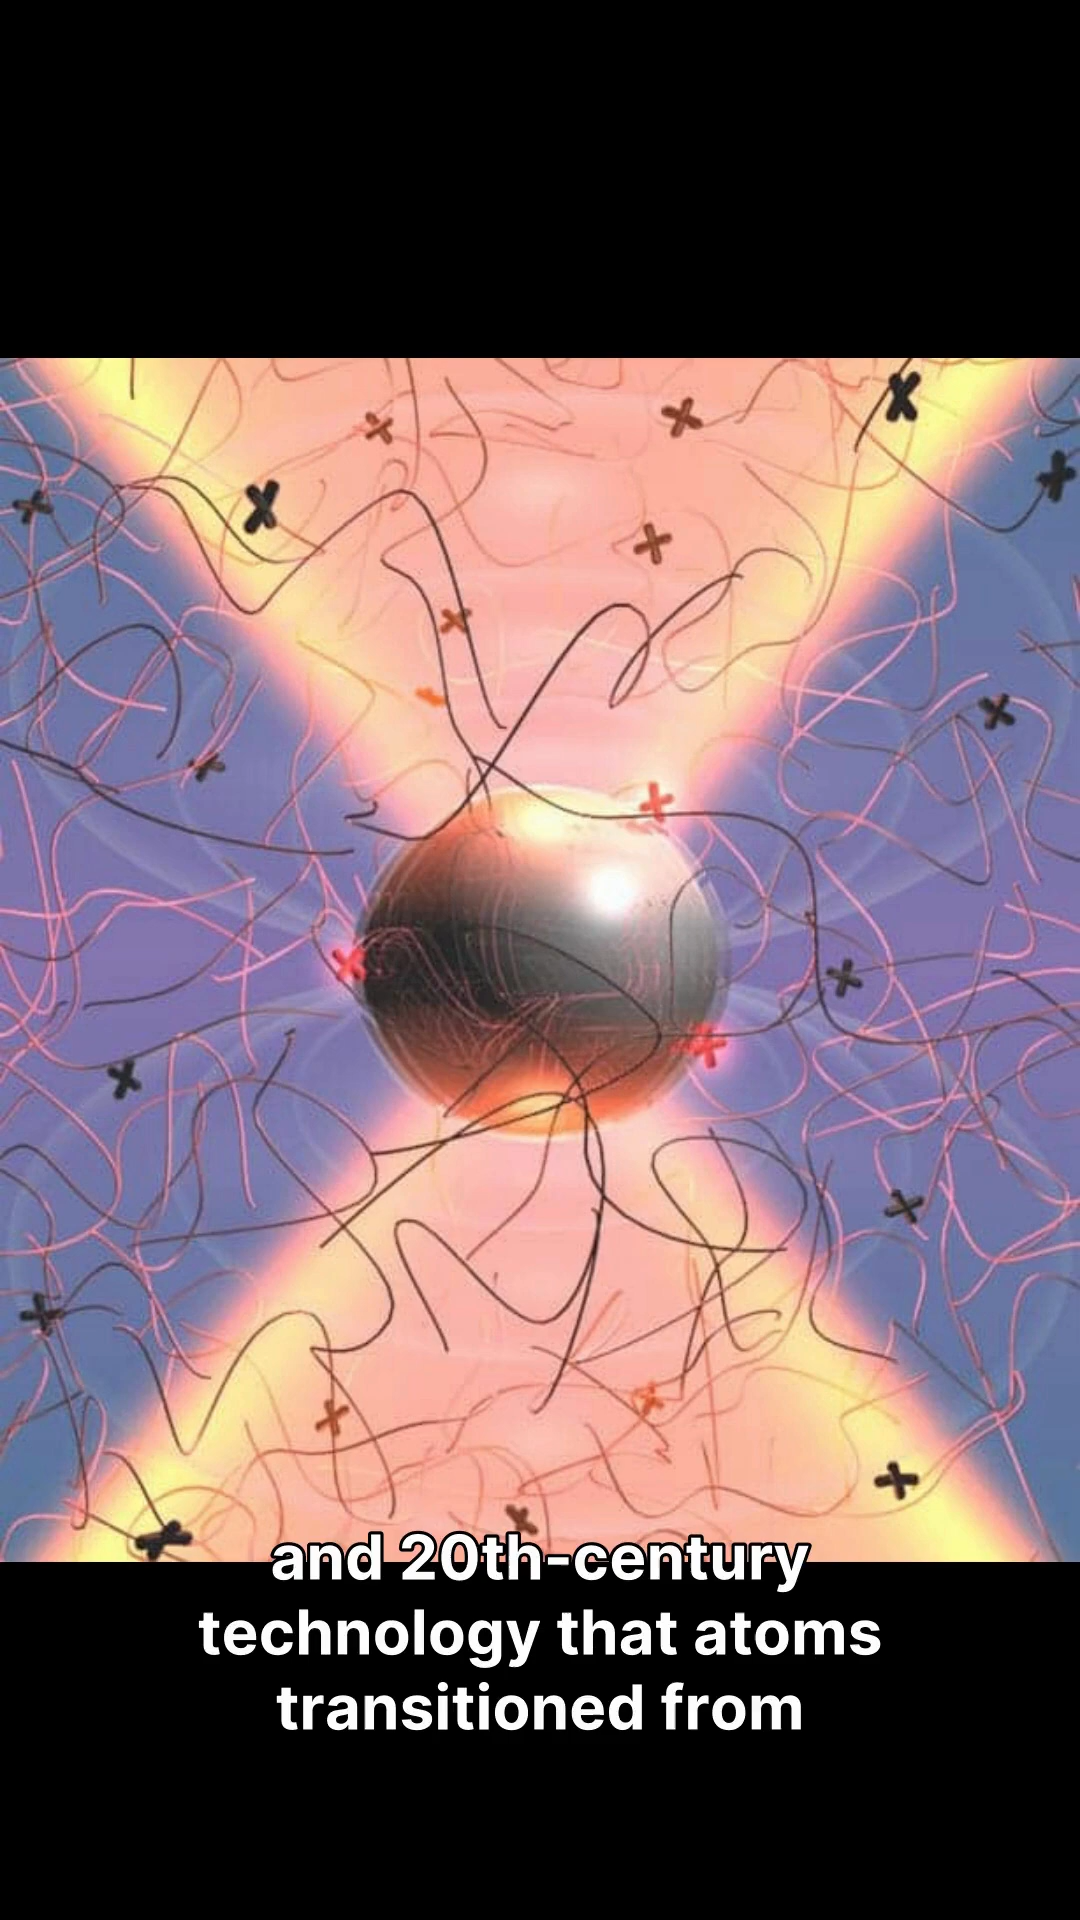 and 20th-century
technology that atoms
transitioned from